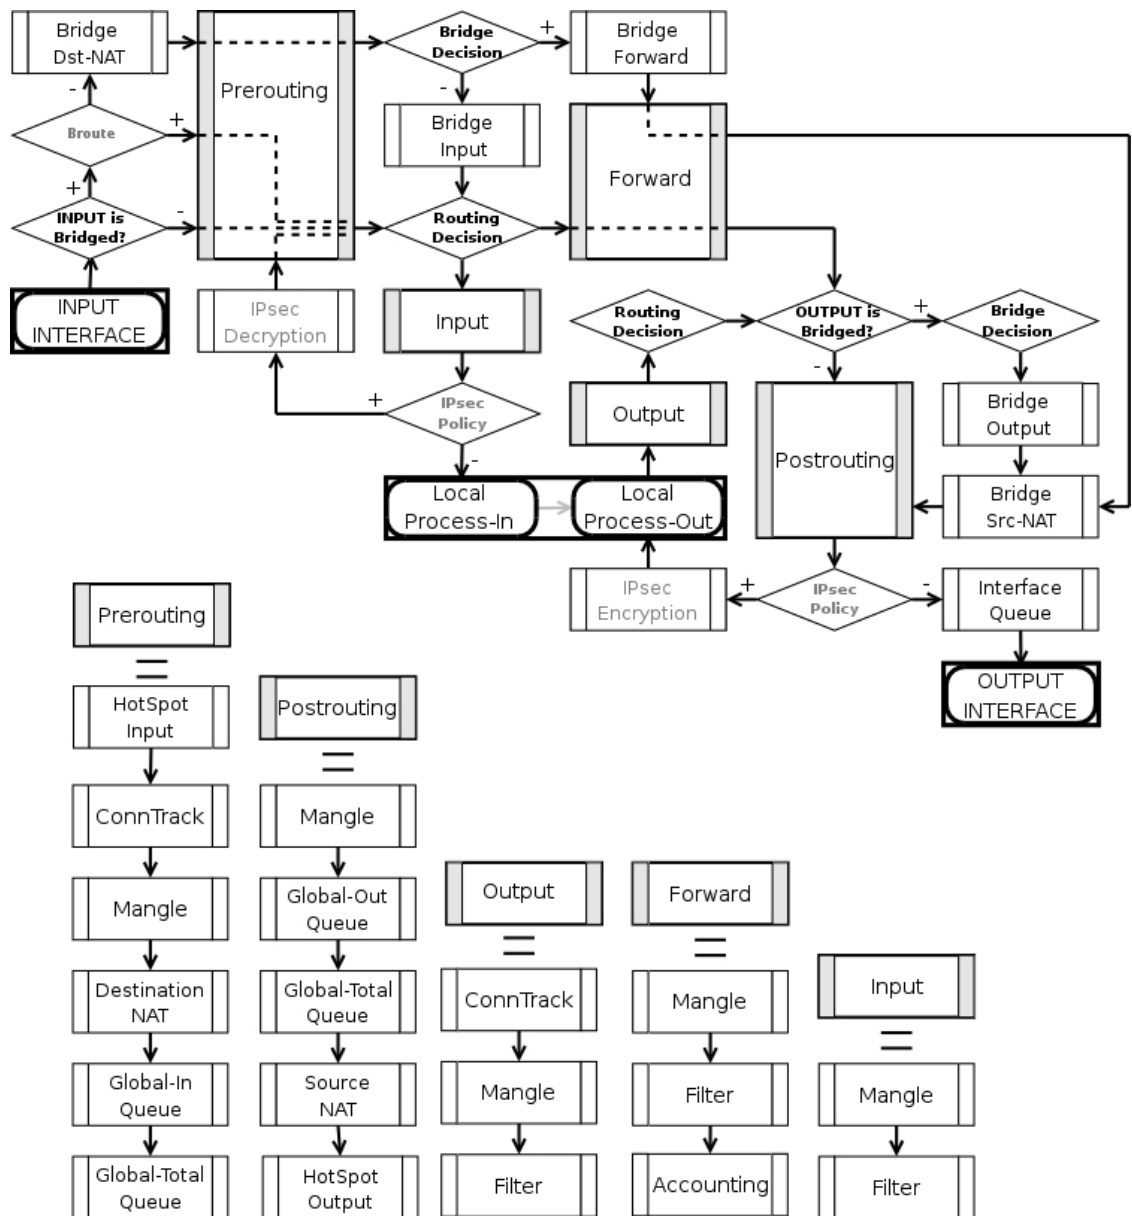 Bridge
Dst-NAT
Prerouting
Bridge
Decision
+
Bridge
Forward
-
-
Broute
+
Bridge
Input
Forward
+
INPUT is
Bridged?
-
Routing
Decision
INPUT
INTERFACE
IPsec
Decryption
Input
Routing
Decision
OUTPUT is
Bridged?
+
Bridge
Decision
-
+
IPsec
Policy
Output
Postrouting
Bridge
Output
-
Local
Process-In
Local
Process-Out
Bridge
Src-NAT
IPsec
Encryption
+
IPsec
Policy
-
Interface
Queue
OUTPUT
INTERFACE
Prerouting
=
HotSpot
Input
ConnTrack
Mangle
Destination
NAT
Global-In
Queue
Global-Total
Queue
Postrouting
=
Mangle
Global-Out
Queue
Global-Total
Queue
Source
NAT
HotSpot
Output
Output
=
ConnTrack
Mangle
Filter
Forward
=
Mangle
Filter
Accounting
Input
=
Mangle
Filter